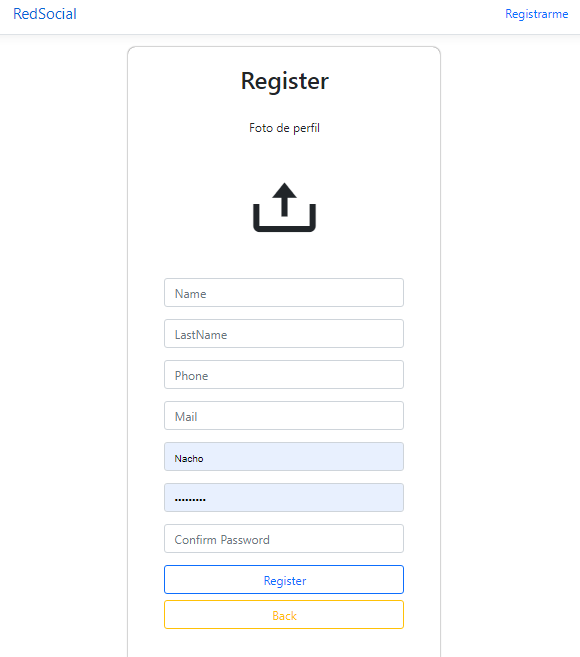 RedSocial
Registrarme
Register
Foto de perfil
Name
LastName
Phone
Mail
Nacho
•••••••••
Confirm Password
Register
Back